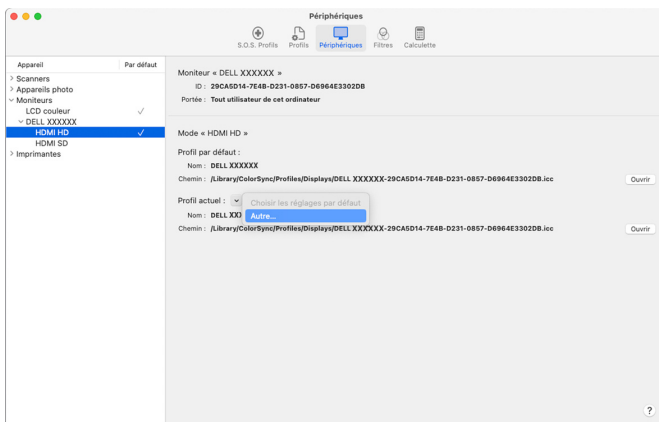 Périphériques
S.O.S. Profils Profils Périphériques Filtres Calculette
Appareil Par défaut
Scanners
Appareils photo
Moniteurs
LCD couleur
DELL XXXXXX
HDMI HD
HDMI SD
Imprimantes
Moniteur « DELL XXXXXX »
ID : 29CA5D14-7E4B-D231-0857-D6964E3302DB
Portée : Tout utilisateur de cet ordinateur
Mode « HDMI HD »
Profil par défaut :
Nom : DELL XXXXXX
Chemin : /Library/ColorSync/Profiles/Displays/DELL XXXXXX-29CA5D14-7E4B-D231-0857-D6964E3302DB.icc Ouvrir
Profil actuel : Choisir les réglages par défaut
Autre...
Nom : DELL XXX
Chemin : /Library/ColorSync/Profiles/Displays/DELL XXXXXX-29CA5D14-7E4B-D231-0857-D6964E3302DB.icc Ouvrir
?